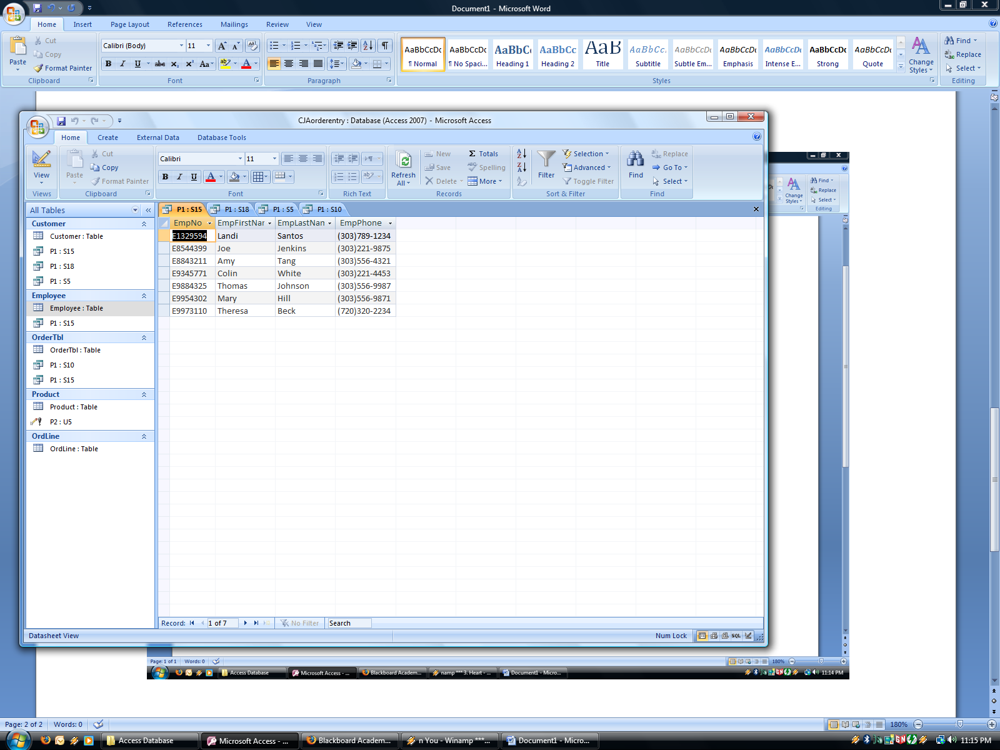 Document1 - Microsoft Word
Home Insert Page Layout References Mailings Review View
Paste Cut Copy Format Painter Clipboard
Calibri (Body) 11 B I U abc x₂ x² Aa ab A Font
Paragraph
AaBbCcDc ¶ Normal
AaBbCcDc ¶ No Spaci...
AaBbC Heading 1
AaBbCc Heading 2
AaB Title
AaBbCc. Subtitle
AaBbCcDc Subtle Em...
AaBbCcDc Emphasis
AaBbCcDc Intense E...
AaBbCcDc Strong
AaBbCcDc Quote
Change Styles
Styles
Find Replace Select Editing
CJAorderentry : Database (Access 2007) - Microsoft Access
Home Create External Data Database Tools
View Views
Paste Cut Copy Format Painter Clipboard
Calibri 11 B I U A Font
Rich Text
Refresh All New Save Delete Totals Spelling More Records
Filter Selection Advanced Toggle Filter Sort & Filter
Find Replace Go To Select Find
All Tables
Customer
Customer : Table
P1 : S15
P1 : S18
P1 : S5
Employee
Employee : Table
P1 : S15
OrderTbl
OrderTbl : Table
P1 : S10
P1 : S15
Product
Product : Table
P2 : U5
OrdLine
OrdLine : Table
P1 : S15 P1 : S18 P1 : S5 P1 : S10
EmpNo EmpFirstNar EmpLastNan EmpPhone
E1329594 Landi Santos (303)789-1234
E8544399 Joe Jenkins (303)221-9875
E8843211 Amy Tang (303)556-4321
E9345771 Colin White (303)221-4453
E9884325 Thomas Johnson (303)556-9987
E9954302 Mary Hill (303)556-9871
E9973110 Theresa Beck (720)320-2234
Record: 1 of 7 No Filter Search
Datasheet View Num Lock SQL
Change Styles
Find Replace Select Editing
Page: 1 of 1 Words: 0 180%
Access Database Microsoft Access - ... Blackboard Academ... namp *** 3. Heart - ... Document1 - Micro... 11:14 PM
Page: 2 of 2 Words: 0 180%
Access Database Microsoft Access - ... Blackboard Academ... n You - Winamp ***... Document1 - Micro... 11:15 PM